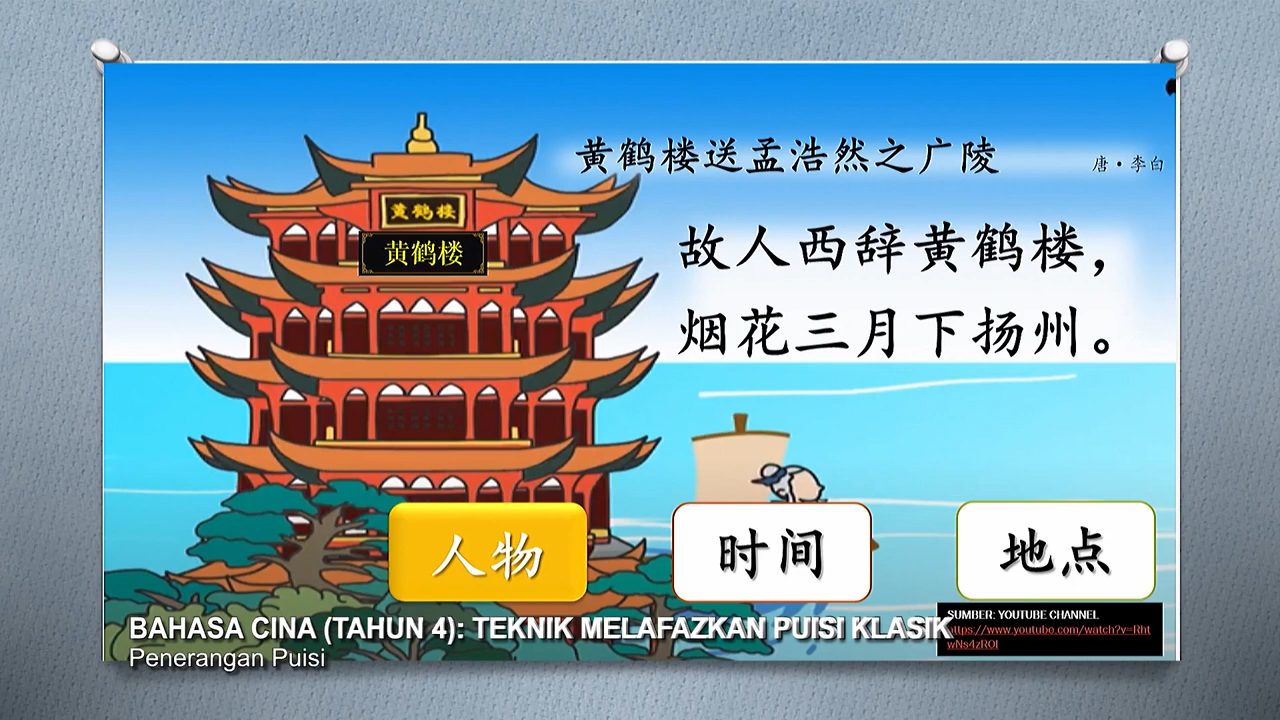 黄鹤楼送孟浩然之广陵
唐·李白
黄鹤楼
黄鹤楼
故人西辞黄鹤楼，
烟花三月下扬州。
人物
时间
地点
BAHASA CINA (TAHUN 4): TEKNIK MELAFAZKAN PUISI KLASIK
Penerangan Puisi
SUMBER: YOUTUBE CHANNEL
https://www.youtubo.com/watch?v=Rht
wNs4zROI